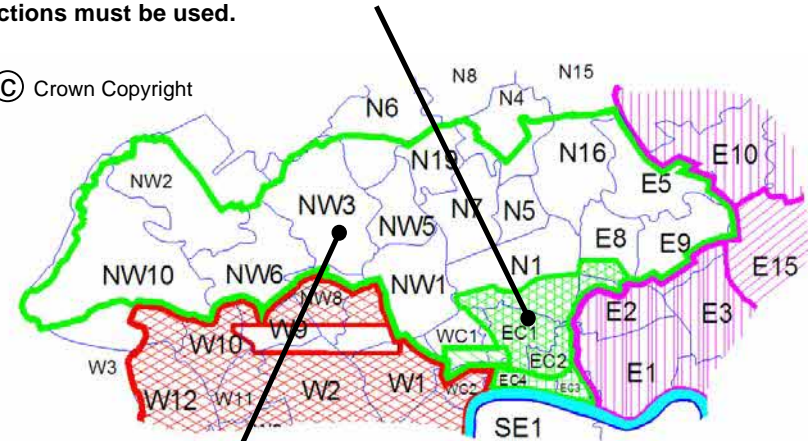 ctions must be used.
© Crown Copyright
N8
N15
N6
N4
N19
N16
E10
NW2
E5
NW3
N7
N5
NW5
E8
E9
NW10
NW6
NW1
N1
E15
NW8
E2
E3
W9
WC1
EC1
W3
W10
EC2
W12
W11
W2
W1
WC2
EC4
EC3
E1
SE1